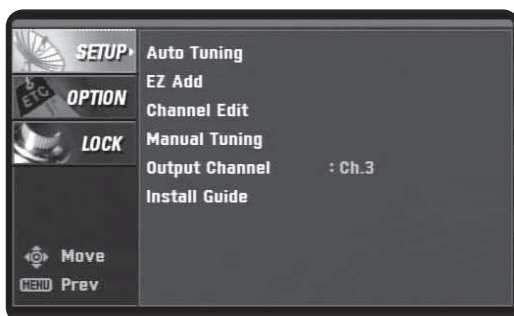 SETUP
Auto Tuning
EZ Add
ETC
OPTION
Channel Edit
LOCK
Manual Tuning
Output Channel : Ch.3
Install Guide
Move
MENU Prev